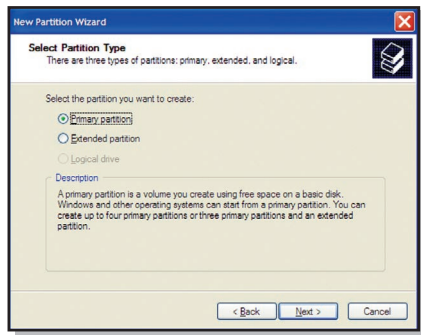 New Partition Wizard
Select Partition Type
There are three types of partitions: primary, extended, and logical.
Select the partition you want to create:
Primary partition
Extended partition
Logical drive
Description
A primary partition is a volume you create using free space on a basic disk.
Windows and other operating systems can start from a primary partition. You can
create up to four primary partitions or three primary partitions and an extended
partition.
< Back
Next >
Cancel